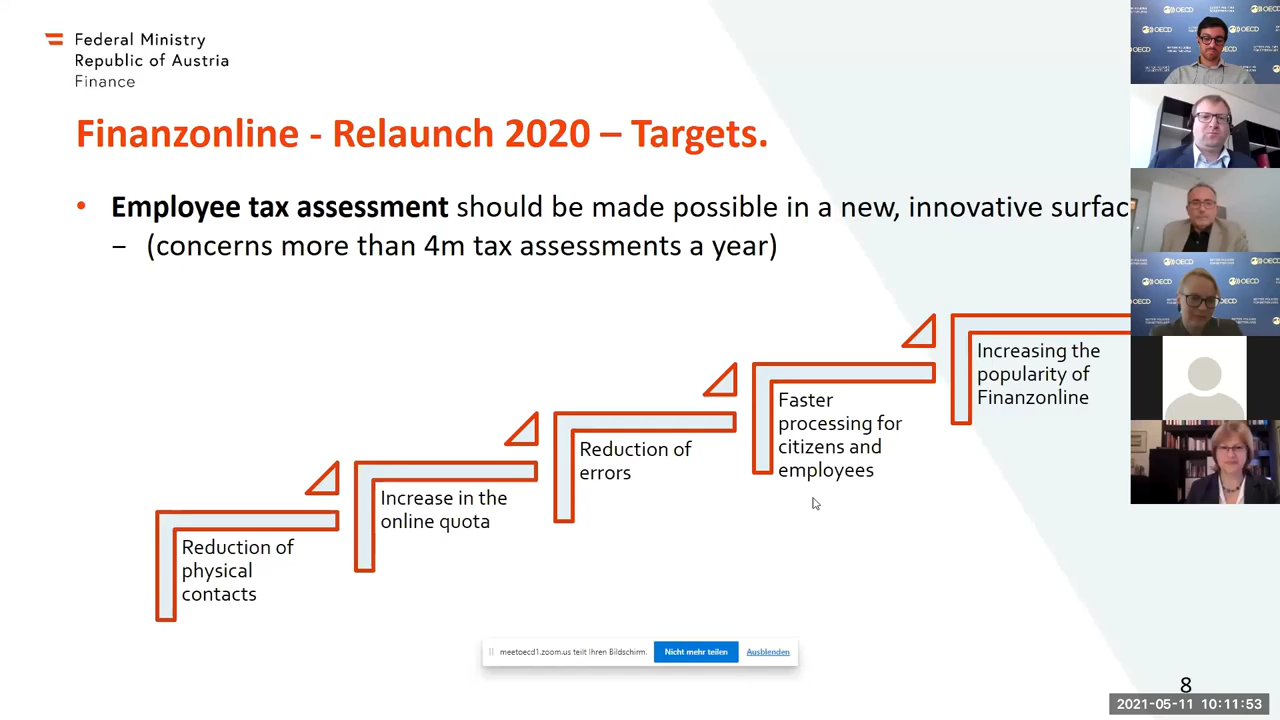 Federal Ministry
Republic of Austria
Finance
Finanzonline - Relaunch 2020 – Targets.
• Employee tax assessment should be made possible in a new, innovative surfac
– (concerns more than 4m tax assessments a year)
Reduction of
physical
contacts
Increase in the
online quota
Reduction of
errors
Faster
processing for
citizens and
employees
Increasing the
popularity of
Finanzonline
OECD
meetoecd1.zoom.us teilt Ihren Bildschirm.
Nicht mehr teilen
Ausblenden
8
2021-05-11 10:11:53